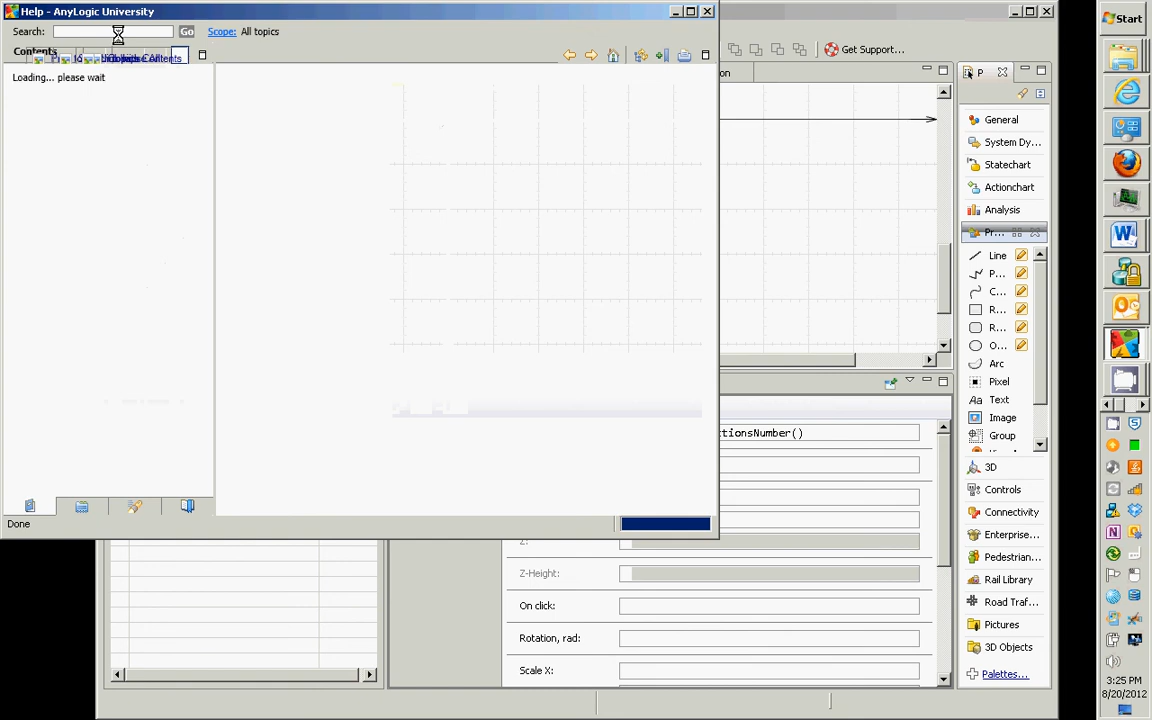 Help - AnyLogic University
Search:
Go
Scope: All topics
Contents
Loading... please wait
Done
Get Support...
on
P
General
System Dy...
Statechart
Actionchart
Analysis
Pr...
Line
P...
C...
R...
R...
O...
Arc
Pixel
Text
Image
Group
3D
Controls
Connectivity
Enterprise...
Pedestrian...
Rail Library
Road Traf...
Pictures
3D Objects
Palettes...
ctionsNumber()
Z:
Z-Height:
On click:
Rotation, rad:
Scale X:
Start
3:25 PM
8/20/2012